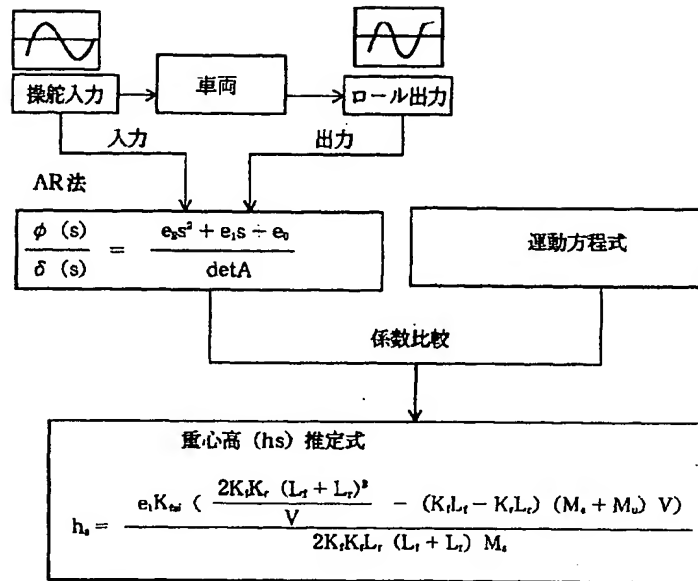 操舵入力
車両
ロール出力
入力
出力
AR法
φ (s) / δ (s) = e₂s² + e₁s + e₀ / detA
運動方程式
係数比較
重心高 (hs) 推定式
hₛ = e₁K_fai ( 2K_fK_r (L_f + L_r)² / V - (K_fL_f - K_rL_r) (Mₛ + Mᵤ) V) / 2K_fK_rL_r (L_f + L_r) Mₛ